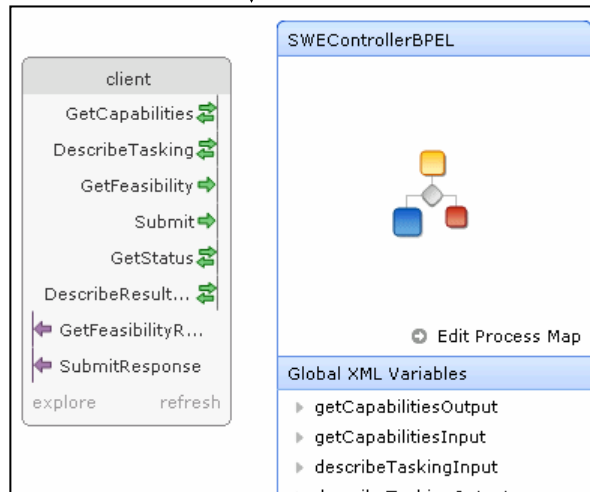 client
GetCapabilities
DescribeTasking
GetFeasibility
Submit
GetStatus
DescribeResult...
GetFeasibilityR...
SubmitResponse
explore refresh
SWEControllerBPEL
Edit Process Map
Global XML Variables
getCapabilitiesOutput
getCapabilitiesInput
describeTaskingInput